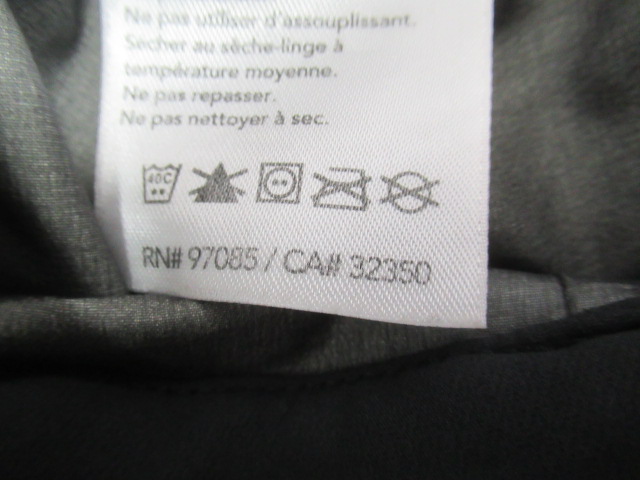 Ne pas utiliser d'assouplissant.
Sécher au sèche-linge à
température moyenne.
Ne pas repasser.
Ne pas nettoyer à sec.
40C
RN# 97085 / CA# 32350